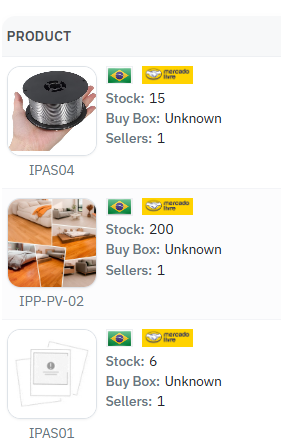 PRODUCT
mercado livre
Stock: 15
Buy Box: Unknown
Sellers: 1
IPAS04
mercado livre
Stock: 200
Buy Box: Unknown
Sellers: 1
IPP-PV-02
mercado livre
Stock: 6
Buy Box: Unknown
Sellers: 1
IPAS01